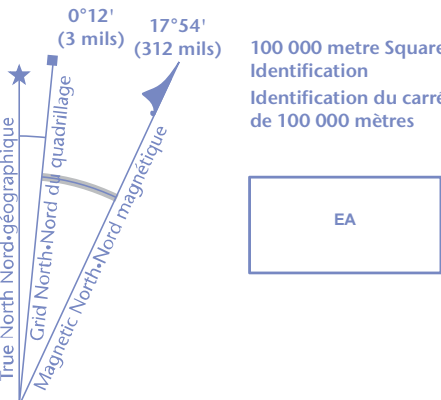 0°12'
(3 mils)
17°54'
(312 mils)
True North Nord•géographique
Grid North•Nord du quadrillage
Magnetic North•Nord magnétique
100 000 metre Square
Identification
Identification du carré
de 100 000 mètres
EA